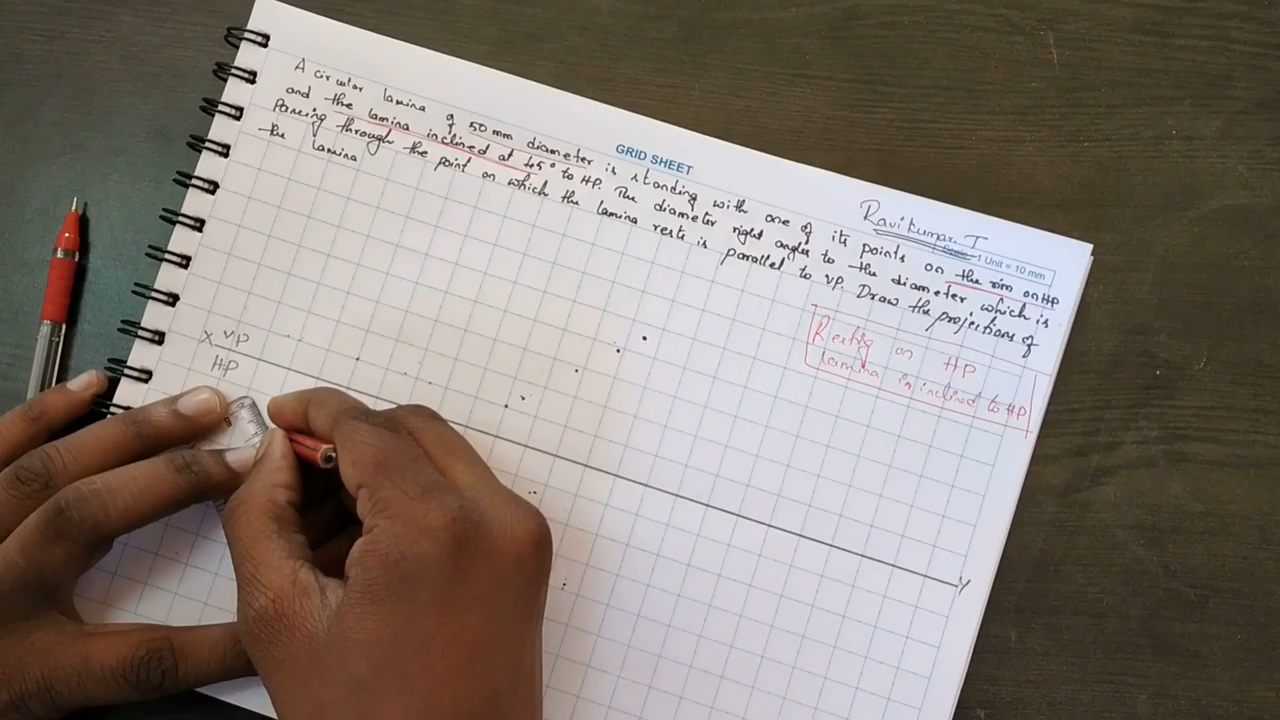 GRID SHEET
A circular lamina of 50 mm diameter is standing with one of its points on the rim on HP
and the lamina inclined at 45° to HP. The diameter right angles to the diameter which is
Passing through the point on which the lamina rests is parallel to VP. Draw the projections of
the lamina
Ravikumar. T
1 Unit = 10 mm
Resting on HP
lamina is inclined to HP
X VP
HP
Y